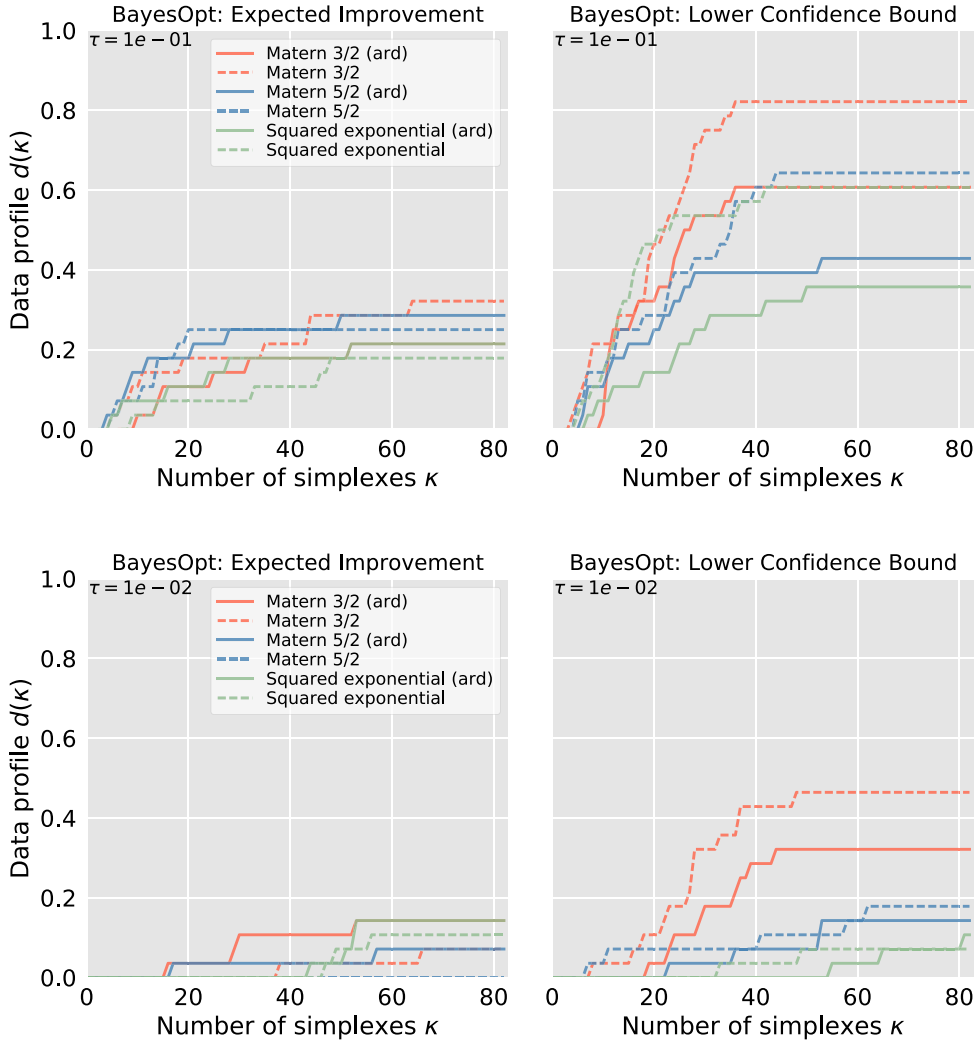 BayesOpt: Expected Improvement
BayesOpt: Lower Confidence Bound
1.0
0.8
0.6
0.4
0.2
0.0
Data profile d(κ)
τ = 1e − 01
Matern 3/2 (ard)
Matern 3/2
Matern 5/2 (ard)
Matern 5/2
Squared exponential (ard)
Squared exponential
τ = 1e − 01
0 20 40 60 80
0 20 40 60 80
Number of simplexes κ
Number of simplexes κ
BayesOpt: Expected Improvement
BayesOpt: Lower Confidence Bound
1.0
0.8
0.6
0.4
0.2
0.0
Data profile d(κ)
τ = 1e − 02
Matern 3/2 (ard)
Matern 3/2
Matern 5/2 (ard)
Matern 5/2
Squared exponential (ard)
Squared exponential
τ = 1e − 02
0 20 40 60 80
0 20 40 60 80
Number of simplexes κ
Number of simplexes κ